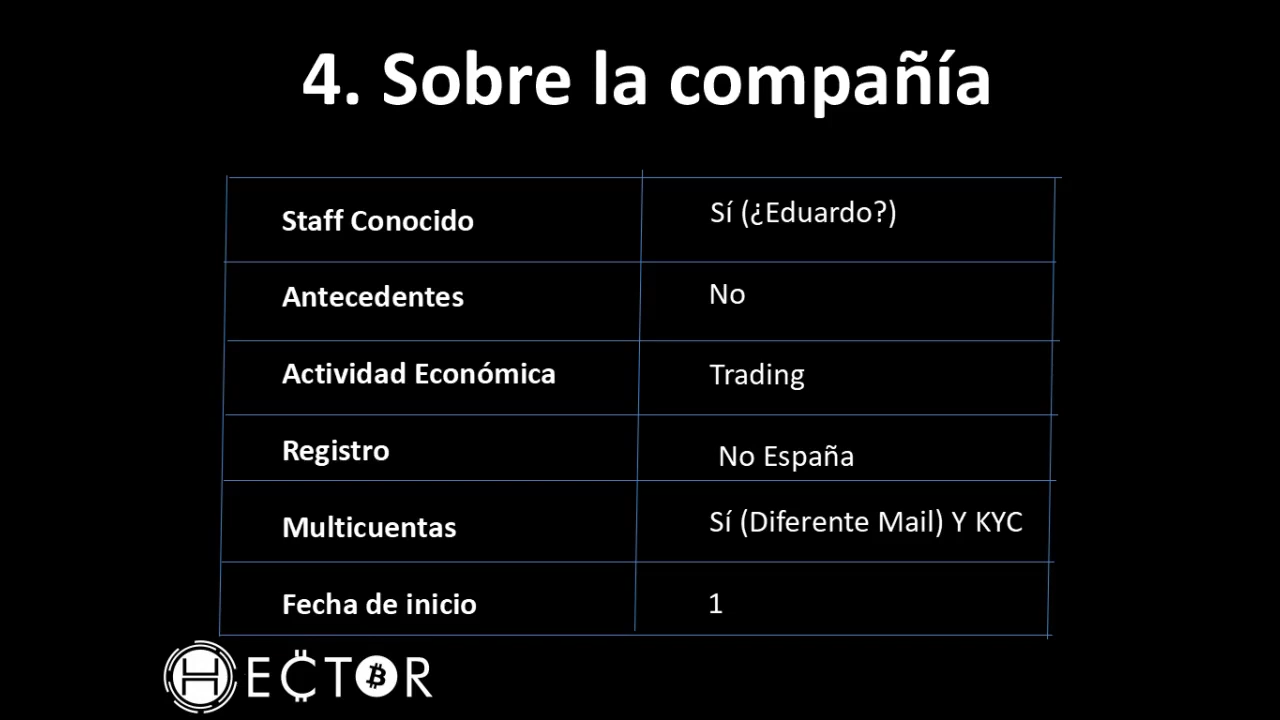 4. Sobre la compañía
Staff Conocido Sí (¿Eduardo?)
Antecedentes No
Actividad Económica Trading
Registro No España
Multicuentas Sí (Diferente Mail) Y KYC
Fecha de inicio 1
HECTOR